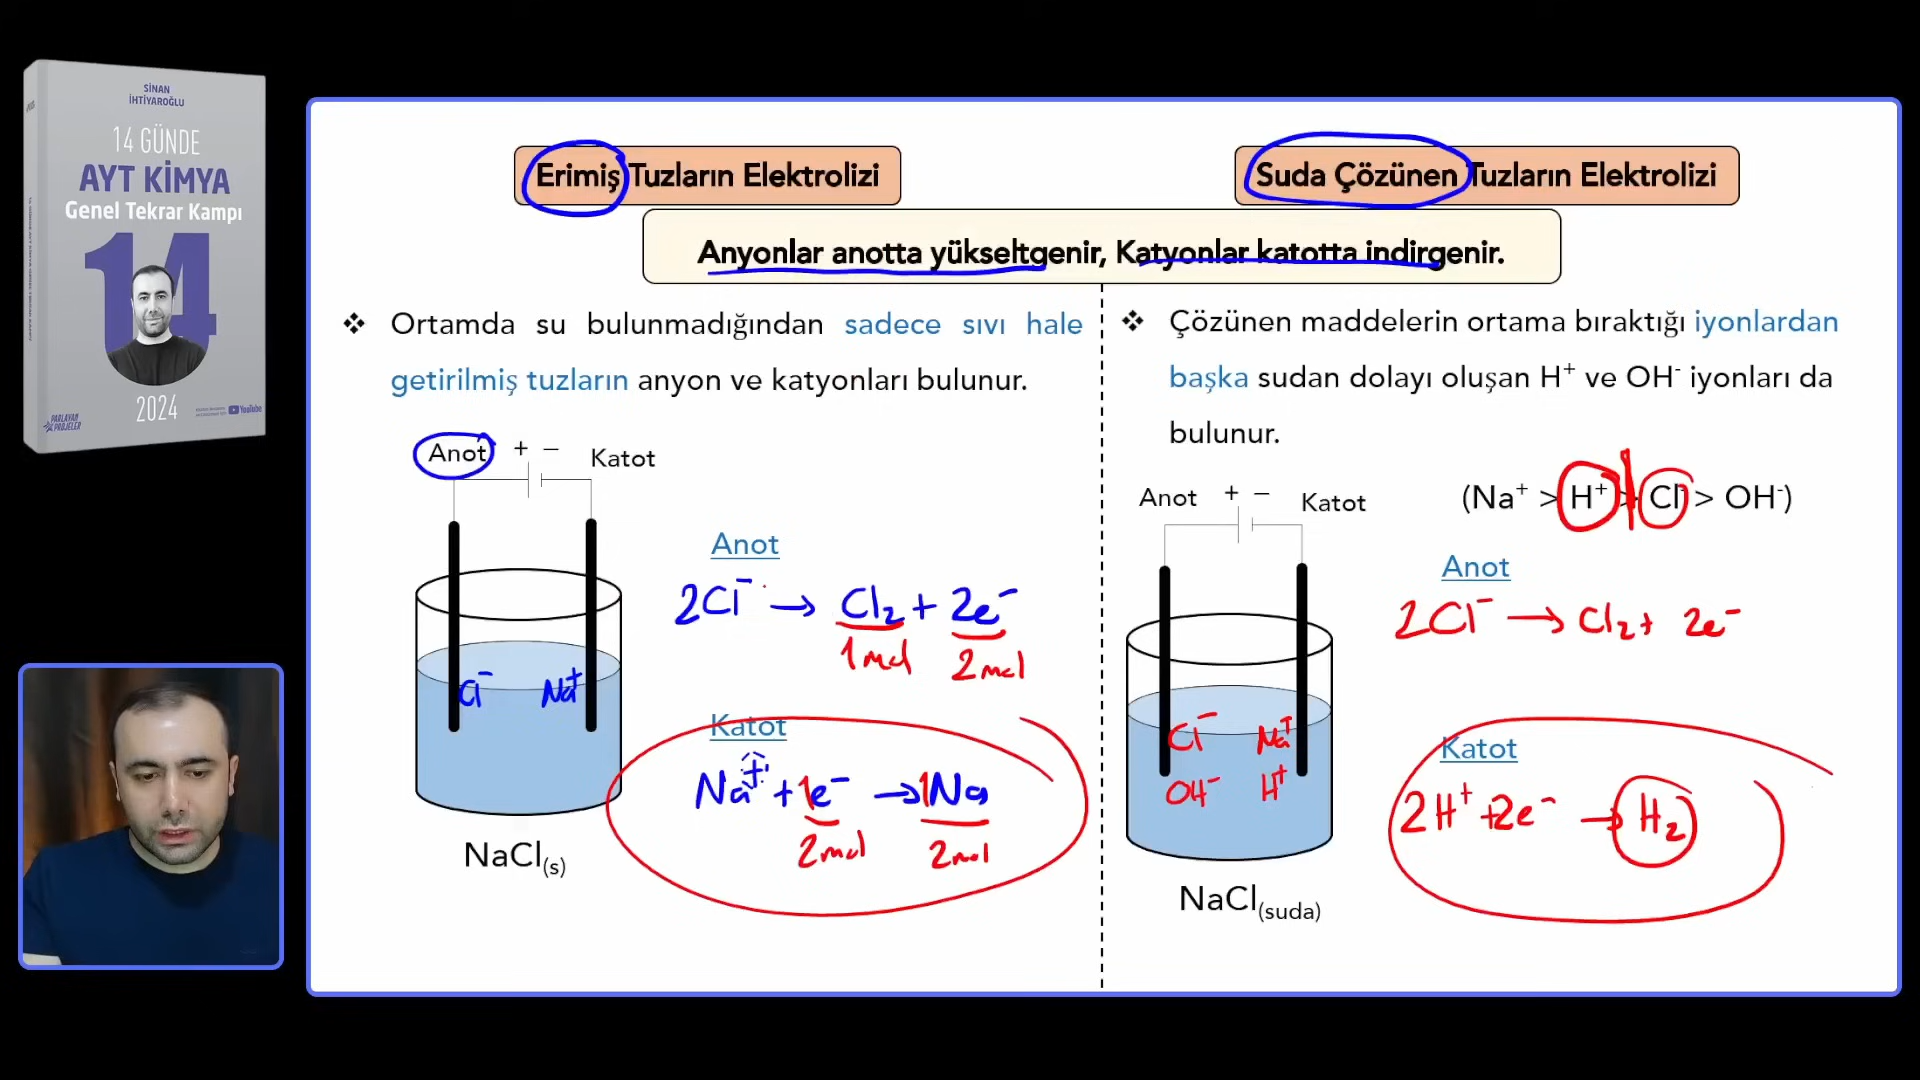 SİNAN
İHTİYAROĞLU
14 GÜNDE
AYT KİMYA
Genel Tekrar Kampı
14
2024
PARLAYAN
PROJELER
YouTube
Erimiş Tuzların Elektrolizi
Suda Çözünen Tuzların Elektrolizi
Anyonlar anotta yükseltgenir, Katyonlar katotta indirgenir.
❖ Ortamda su bulunmadığından sadece sıvı hale
getirilmiş tuzların anyon ve katyonları bulunur.
Anot + − Katot
Cl⁻ Na⁺
NaCl(s)
Anot
2Cl⁻ → Cl₂ + 2e⁻
1mol 2mol
Katot
Na⁺ + 1e⁻ → 1Na
2mol 2mol
❖ Çözünen maddelerin ortama bıraktığı iyonlardan
başka sudan dolayı oluşan H⁺ ve OH⁻ iyonları da
bulunur.
(Na⁺ > H⁺ > Cl⁻ > OH⁻)
Anot + − Katot
Cl⁻ Na⁺
OH⁻ H⁺
NaCl(suda)
Anot
2Cl⁻ → Cl₂ + 2e⁻
Katot
2H⁺ + 2e⁻ → H₂